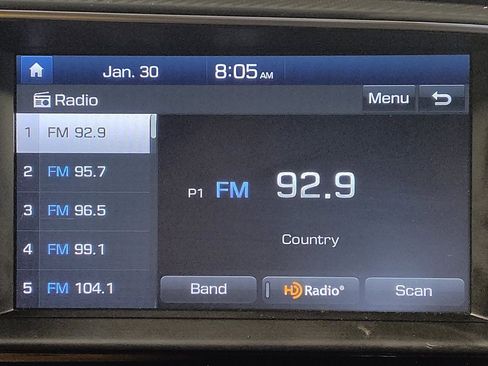 Jan. 30 8:05 AM
Radio Menu
1 FM 92.9
2 FM 95.7
3 FM 96.5
4 FM 99.1
5 FM 104.1
P1 FM 92.9
Country
Band HD Radio® Scan